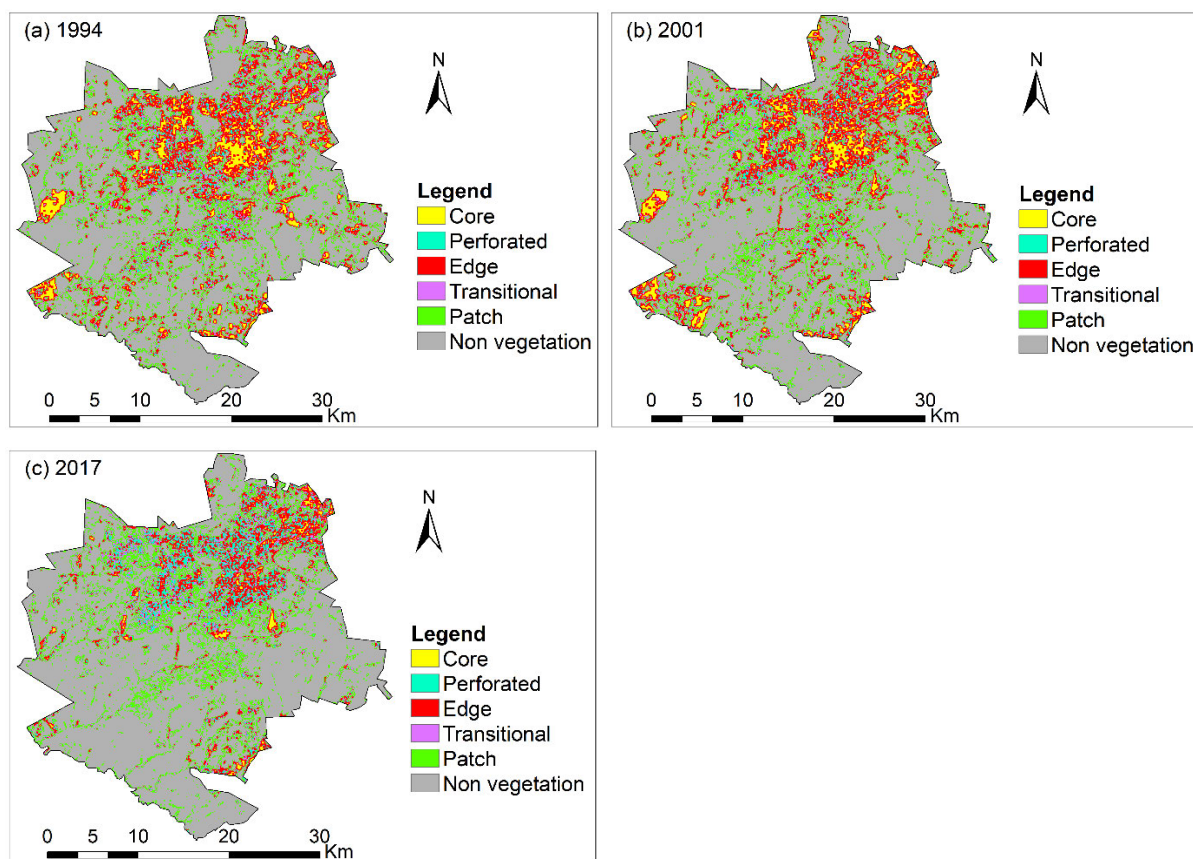 (a) 1994
N
Legend
Core
Perforated
Edge
Transitional
Patch
Non vegetation
0 5 10 20 30
Km
(b) 2001
N
Legend
Core
Perforated
Edge
Transitional
Patch
Non vegetation
0 5 10 20 30
Km
(c) 2017
N
Legend
Core
Perforated
Edge
Transitional
Patch
Non vegetation
0 5 10 20 30
Km